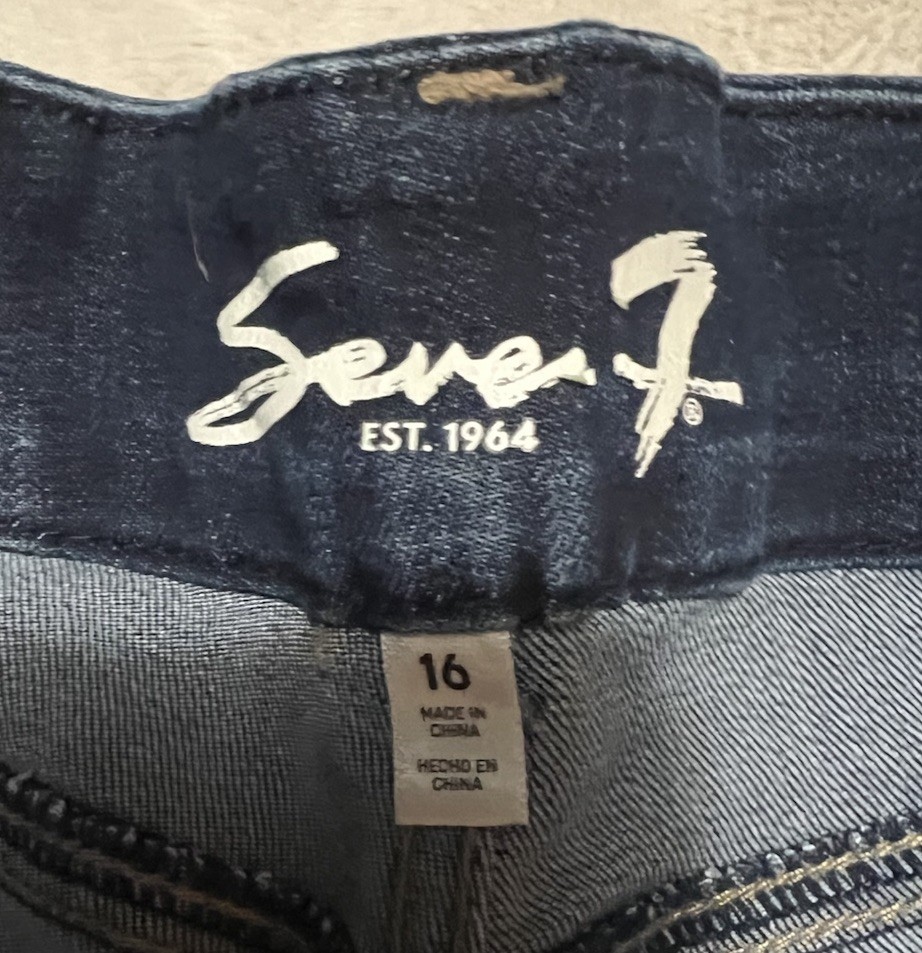 Seven7®
EST. 1964
16
MADE IN
CHINA
HECHO EN
CHINA